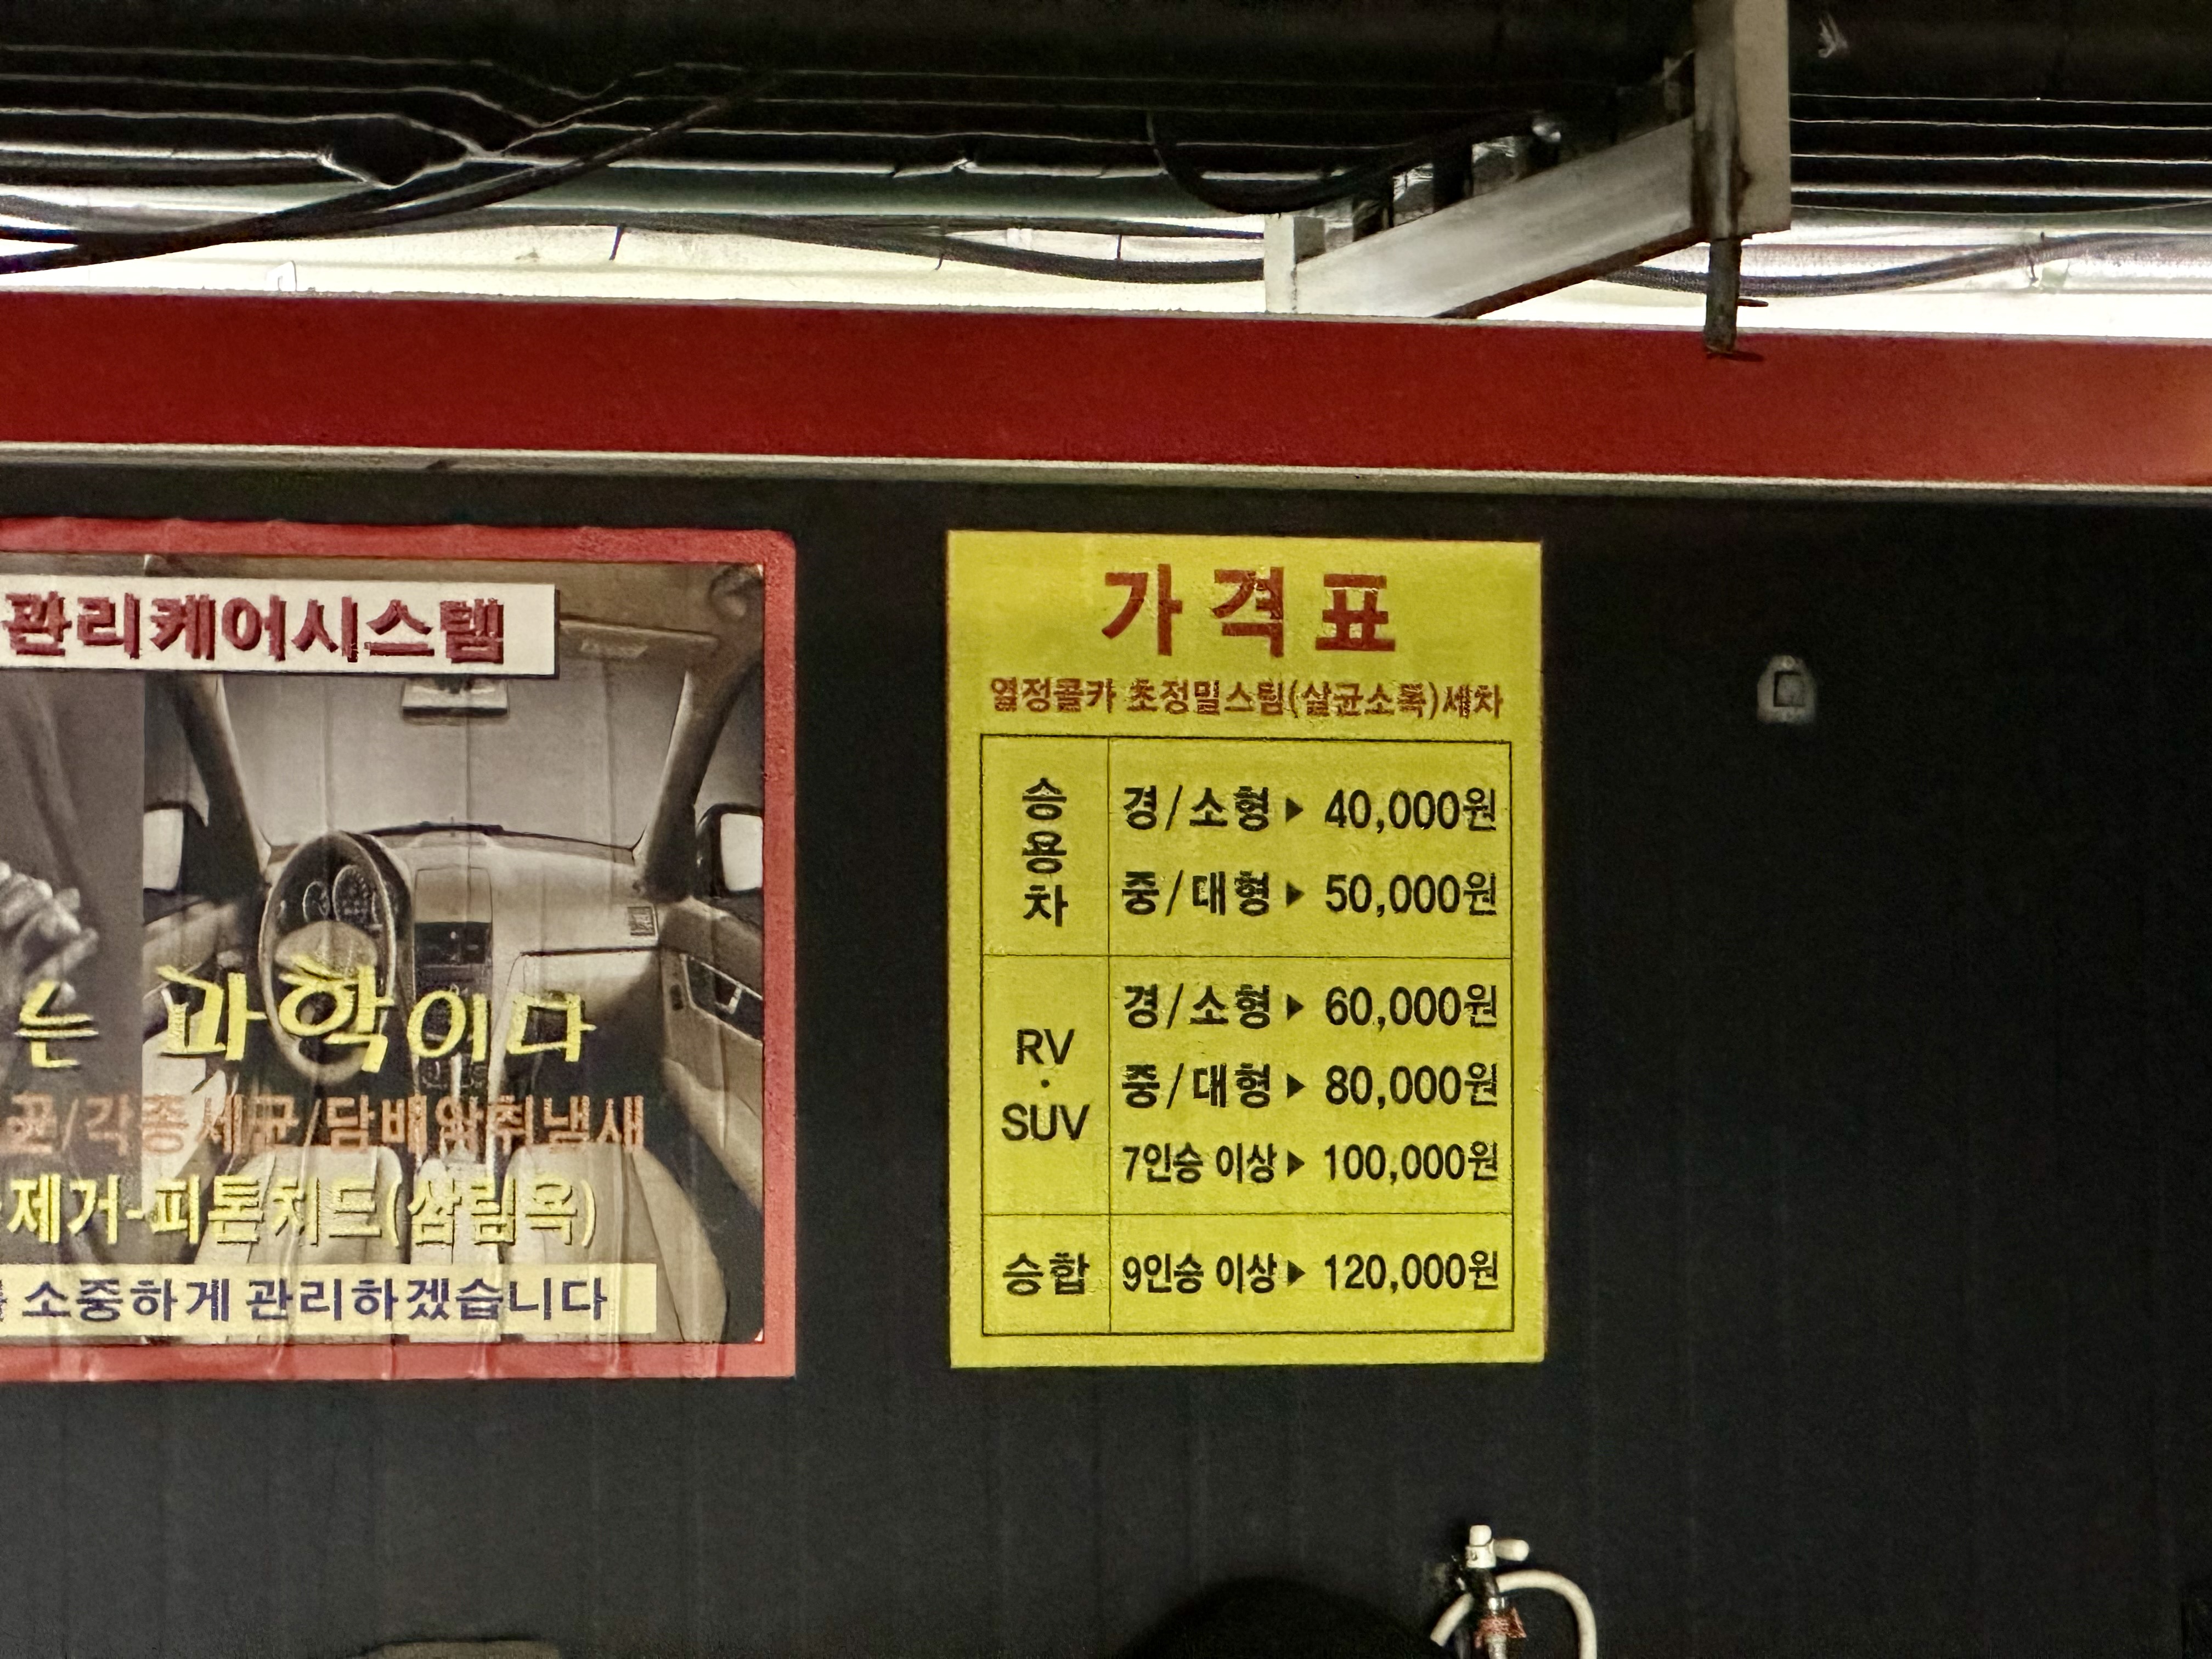 관리케어시스템
는 과학이다
균/각종세균/담배악취냄새
제거-피톤치드(삼림욕)
소중하게 관리하겠습니다
가격표
열정콜카 초정밀스팀(살균소독)세차
승용차
경/소형 ▶ 40,000원
중/대형 ▶ 50,000원
RV·SUV
경/소형 ▶ 60,000원
중/대형 ▶ 80,000원
7인승 이상 ▶ 100,000원
승합
9인승 이상 ▶ 120,000원